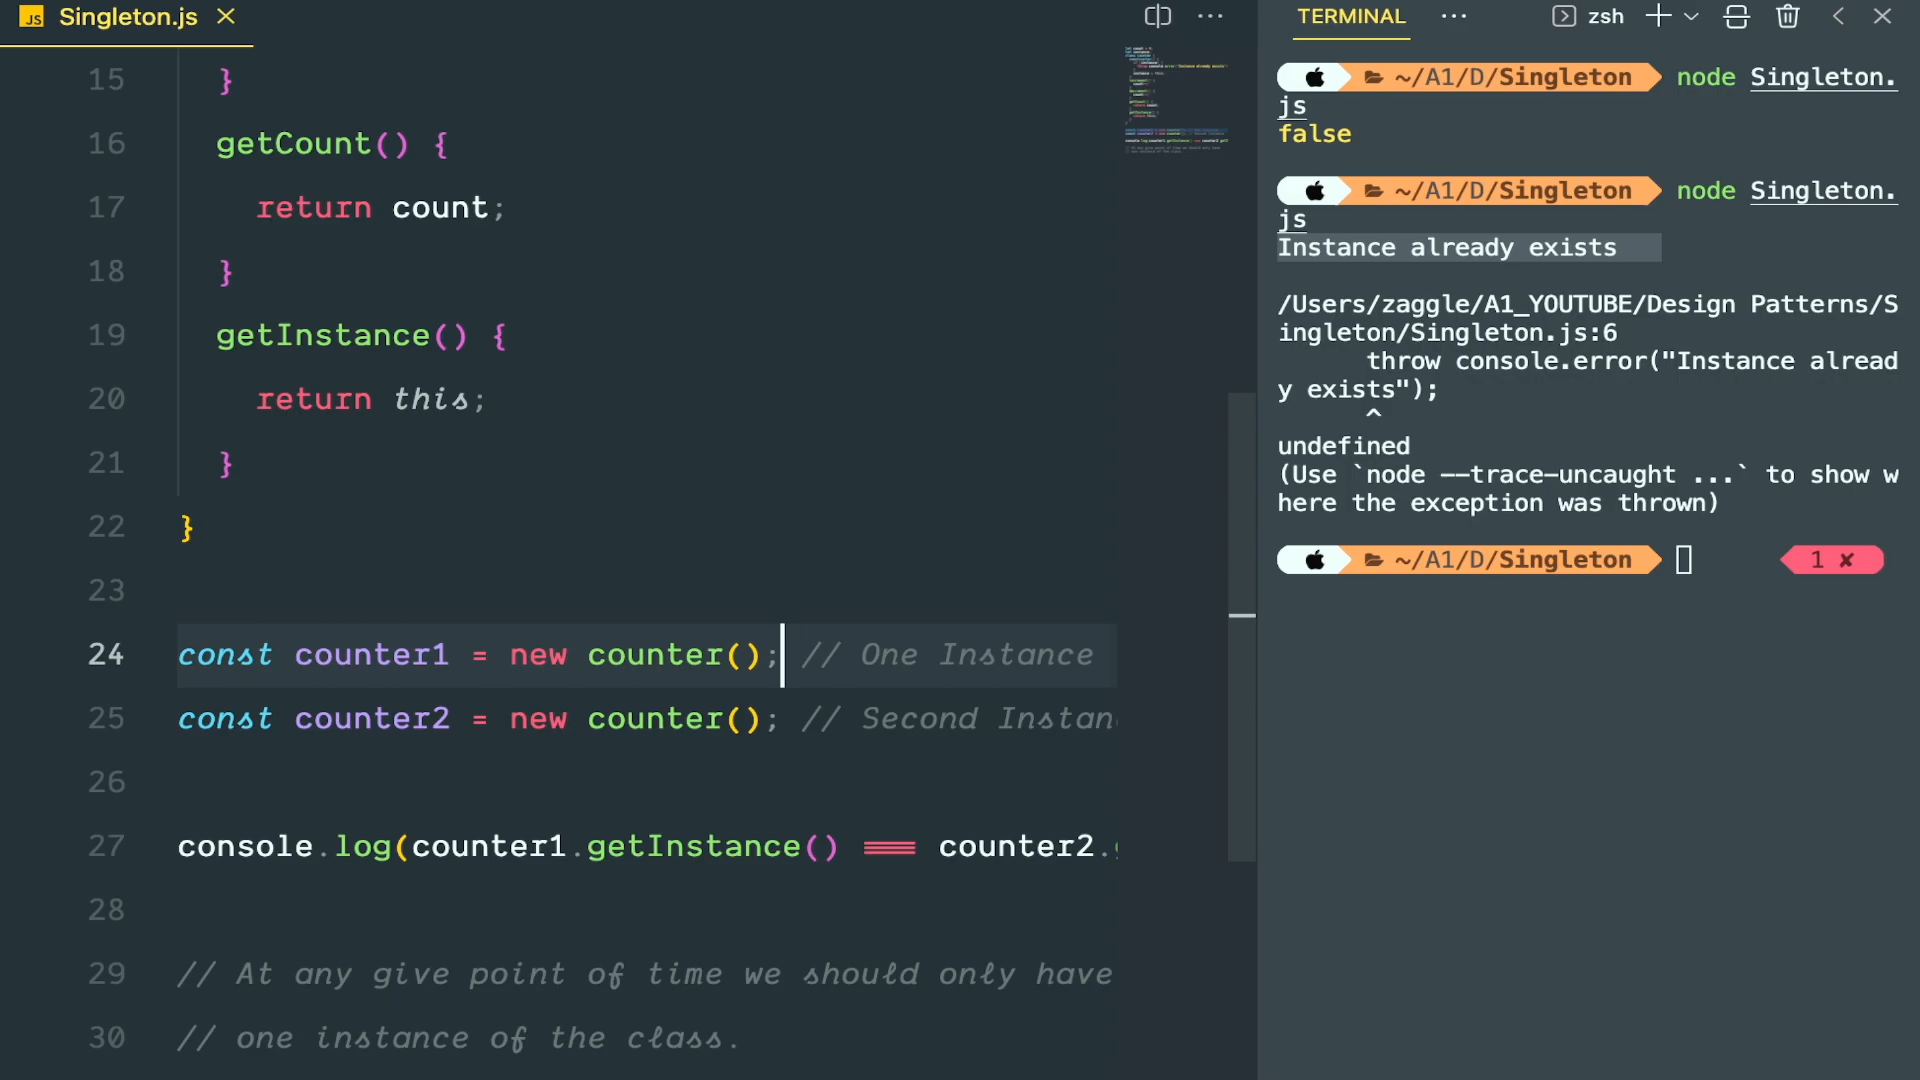 JS Singleton.js
15 }
16 getCount() {
17 return count;
18 }
19 getInstance() {
20 return this;
21 }
22 }
23
24 const counter1 = new counter(); // One Instance
25 const counter2 = new counter(); // Second Instan
26
27 console.log(counter1.getInstance() === counter2.
28
29 // At any give point of time we should only have
30 // one instance of the class.
TERMINAL ··· zsh
~/A1/D/Singleton node Singleton.
js
false
~/A1/D/Singleton node Singleton.
js
Instance already exists
/Users/zaggle/A1_YOUTUBE/Design Patterns/S
ingleton/Singleton.js:6
throw console.error("Instance alread
y exists");
^
undefined
(Use `node --trace-uncaught ...` to show w
here the exception was thrown)
~/A1/D/Singleton 1 ✘